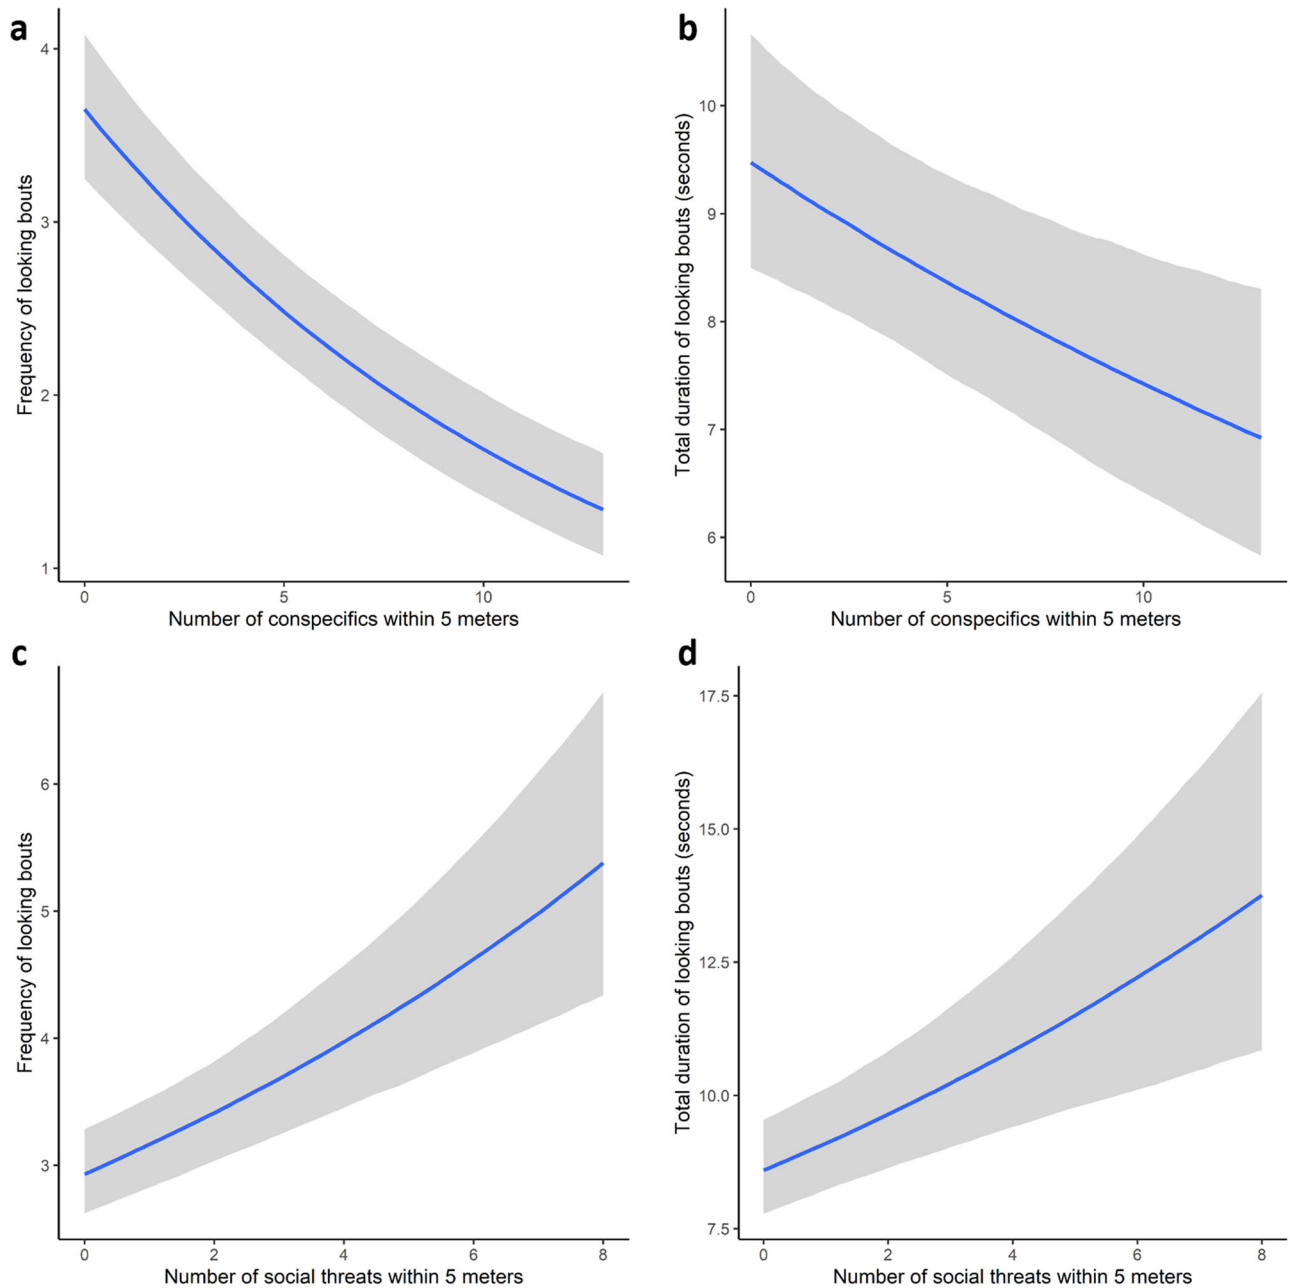 a
4
3
2
1
Frequency of looking bouts
0 5 10
Number of conspecifics within 5 meters
b
10
9
8
7
6
Total duration of looking bouts (seconds)
0 5 10
Number of conspecifics within 5 meters
c
6
5
4
3
Frequency of looking bouts
0 2 4 6 8
Number of social threats within 5 meters
d
17.5
15.0
12.5
10.0
7.5
Total duration of looking bouts (seconds)
0 2 4 6 8
Number of social threats within 5 meters